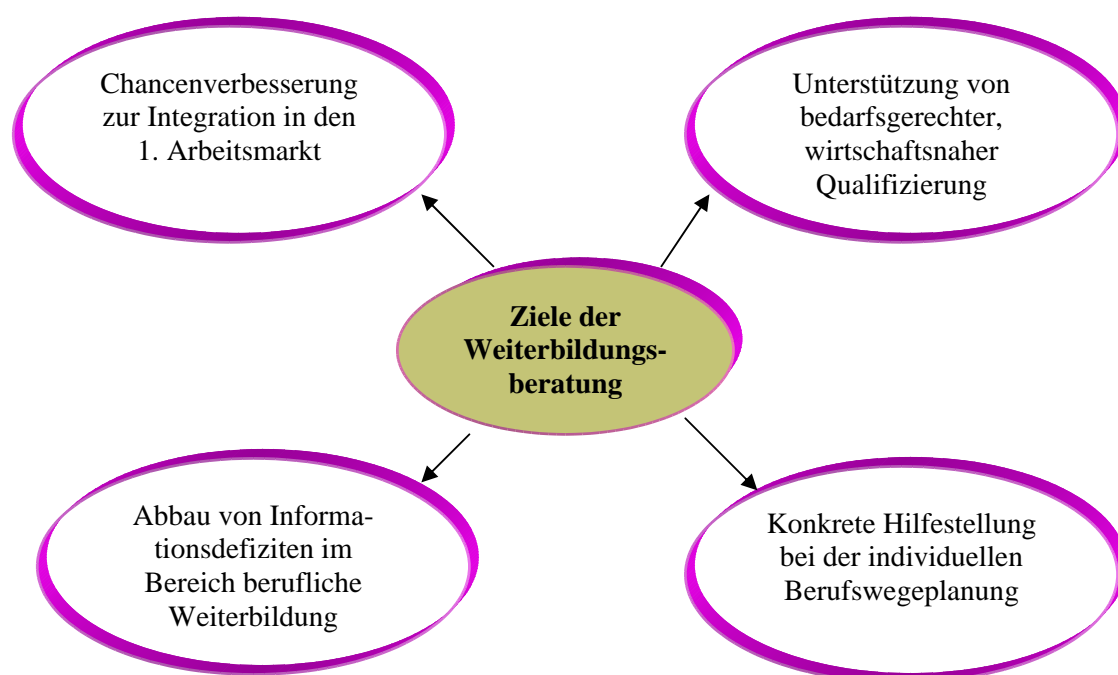 Chancenverbesserung
zur Integration in den
1. Arbeitsmarkt
Unterstützung von
bedarfsgerechter,
wirtschaftsnaher
Qualifizierung
Ziele der
Weiterbildungs-
beratung
Abbau von Informa-
tionsdefiziten im
Bereich berufliche
Weiterbildung
Konkrete Hilfestellung
bei der individuellen
Berufswegeplanung